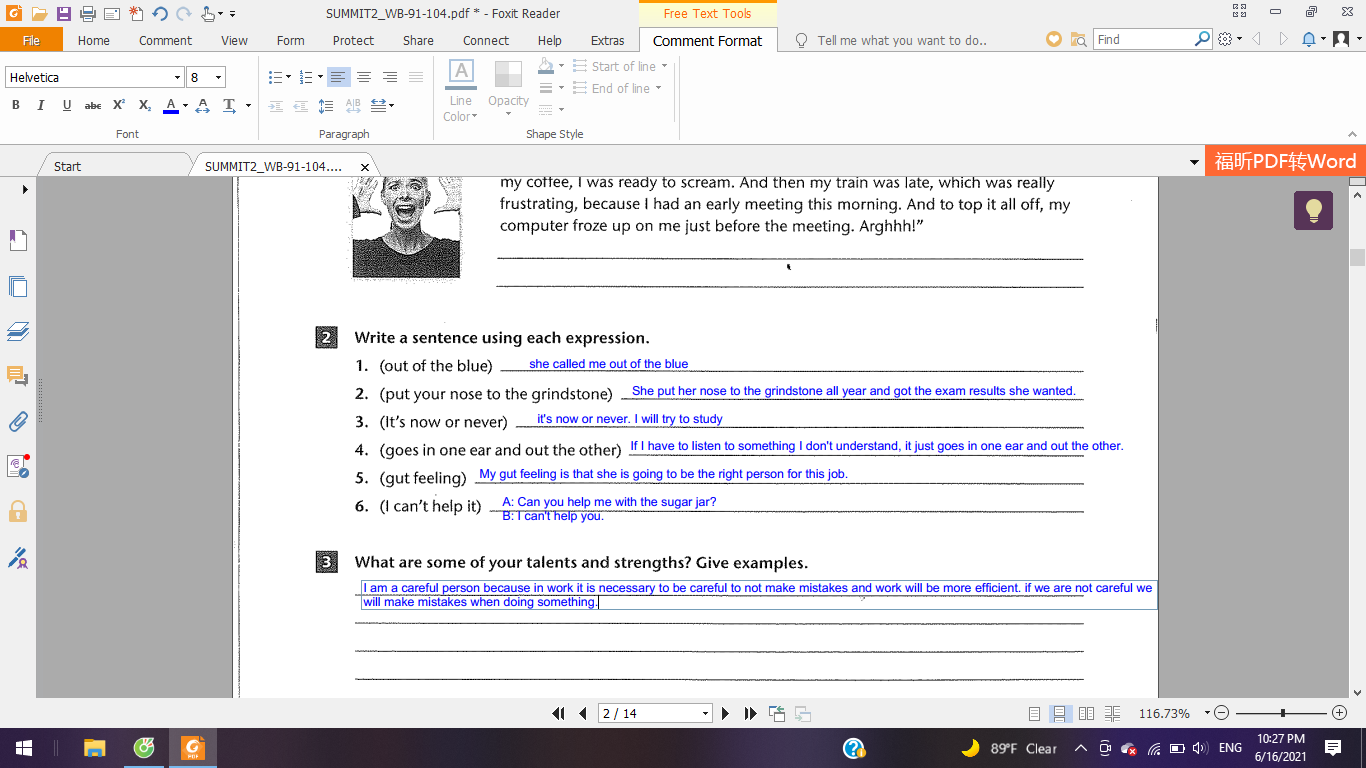 SUMMIT2_WB-91-104.pdf * - Foxit Reader
Free Text Tools
File
Home
Comment
View
Form
Protect
Share
Connect
Help
Extras
Comment Format
Tell me what you want to do..
Find
Helvetica
8
Line Color
Opacity
Start of line
End of line
Font
Paragraph
Shape Style
Start
SUMMIT2_WB-91-104....
福昕PDF转Word
my coffee, I was ready to scream. And then my train was late, which was really
frustrating, because I had an early meeting this morning. And to top it all off, my
computer froze up on me just before the meeting. Arghhh!”
2 Write a sentence using each expression.
1. (out of the blue) she called me out of the blue
2. (put your nose to the grindstone) She put her nose to the grindstone all year and got the exam results she wanted.
3. (It’s now or never) it's now or never. I will try to study
4. (goes in one ear and out the other) If I have to listen to something I don't understand, it just goes in one ear and out the other.
5. (gut feeling) My gut feeling is that she is going to be the right person for this job.
6. (I can’t help it) A: Can you help me with the sugar jar?
B: I can't help you.
3 What are some of your talents and strengths? Give examples.
I am a careful person because in work it is necessary to be careful to not make mistakes and work will be more efficient. if we are not careful we
will make mistakes when doing something.
2 / 14
116.73%
89°F Clear
ENG
10:27 PM
6/16/2021